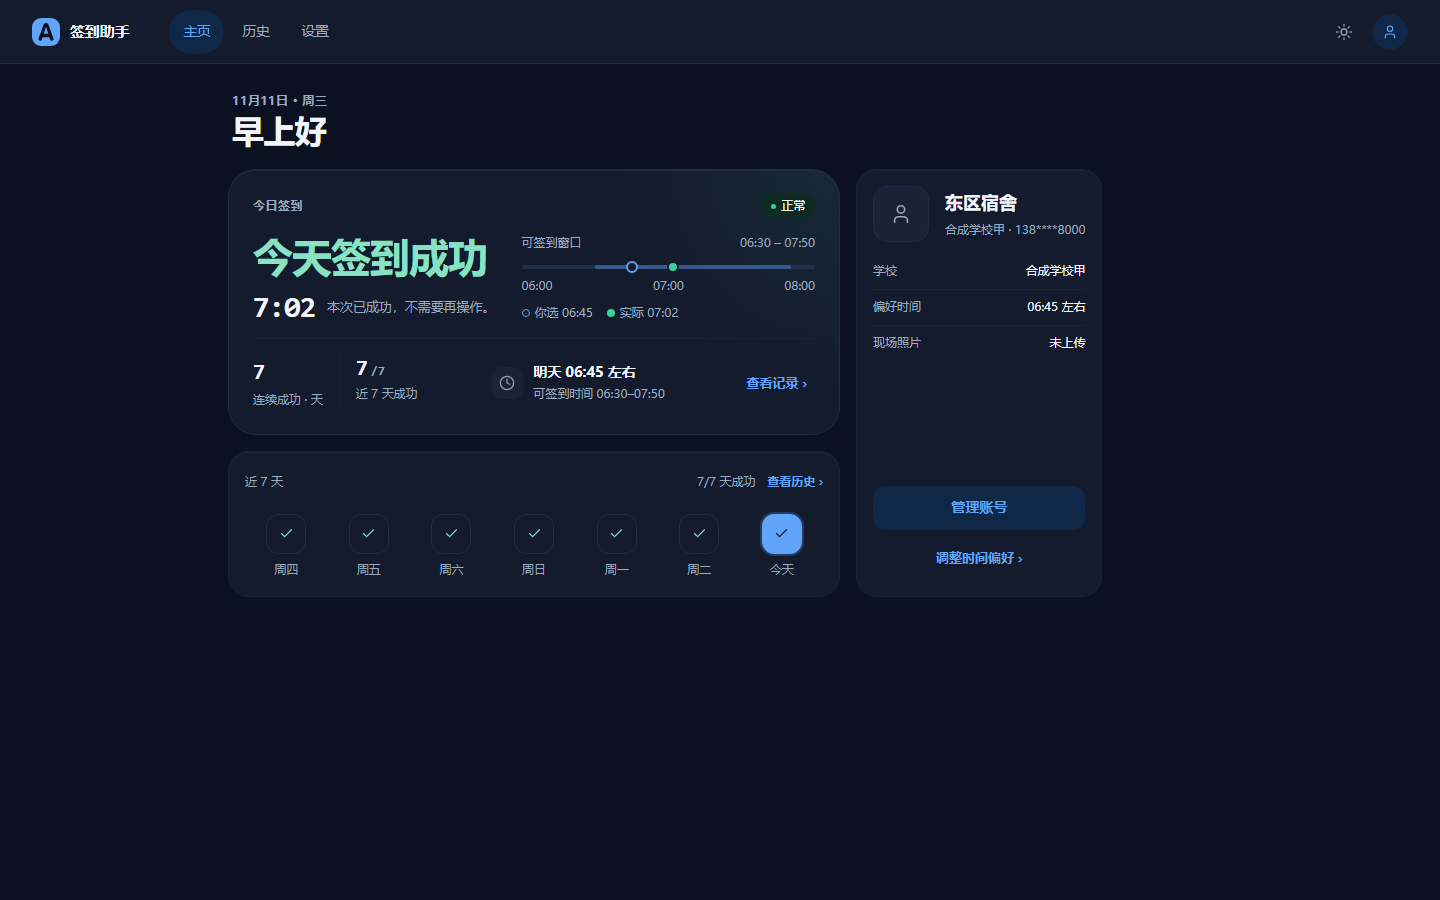 A 签到助手 主页 历史 设置
11月11日 • 周三
早上好
今日签到 正常
今天签到成功
7:02 本次已成功，不需要再操作。
可签到窗口 06:30 – 07:50
06:00 07:00 08:00
你选 06:45 实际 07:02
7
连续成功 · 天
7 /7
近 7 天成功
明天 06:45 左右
可签到时间 06:30–07:50
查看记录 ›
近 7 天 7/7 天成功 查看历史 ›
周四 周五 周六 周日 周一 周二 今天
东区宿舍
合成学校甲 · 138****8000
学校 合成学校甲
偏好时间 06:45 左右
现场照片 未上传
管理账号
调整时间偏好 ›